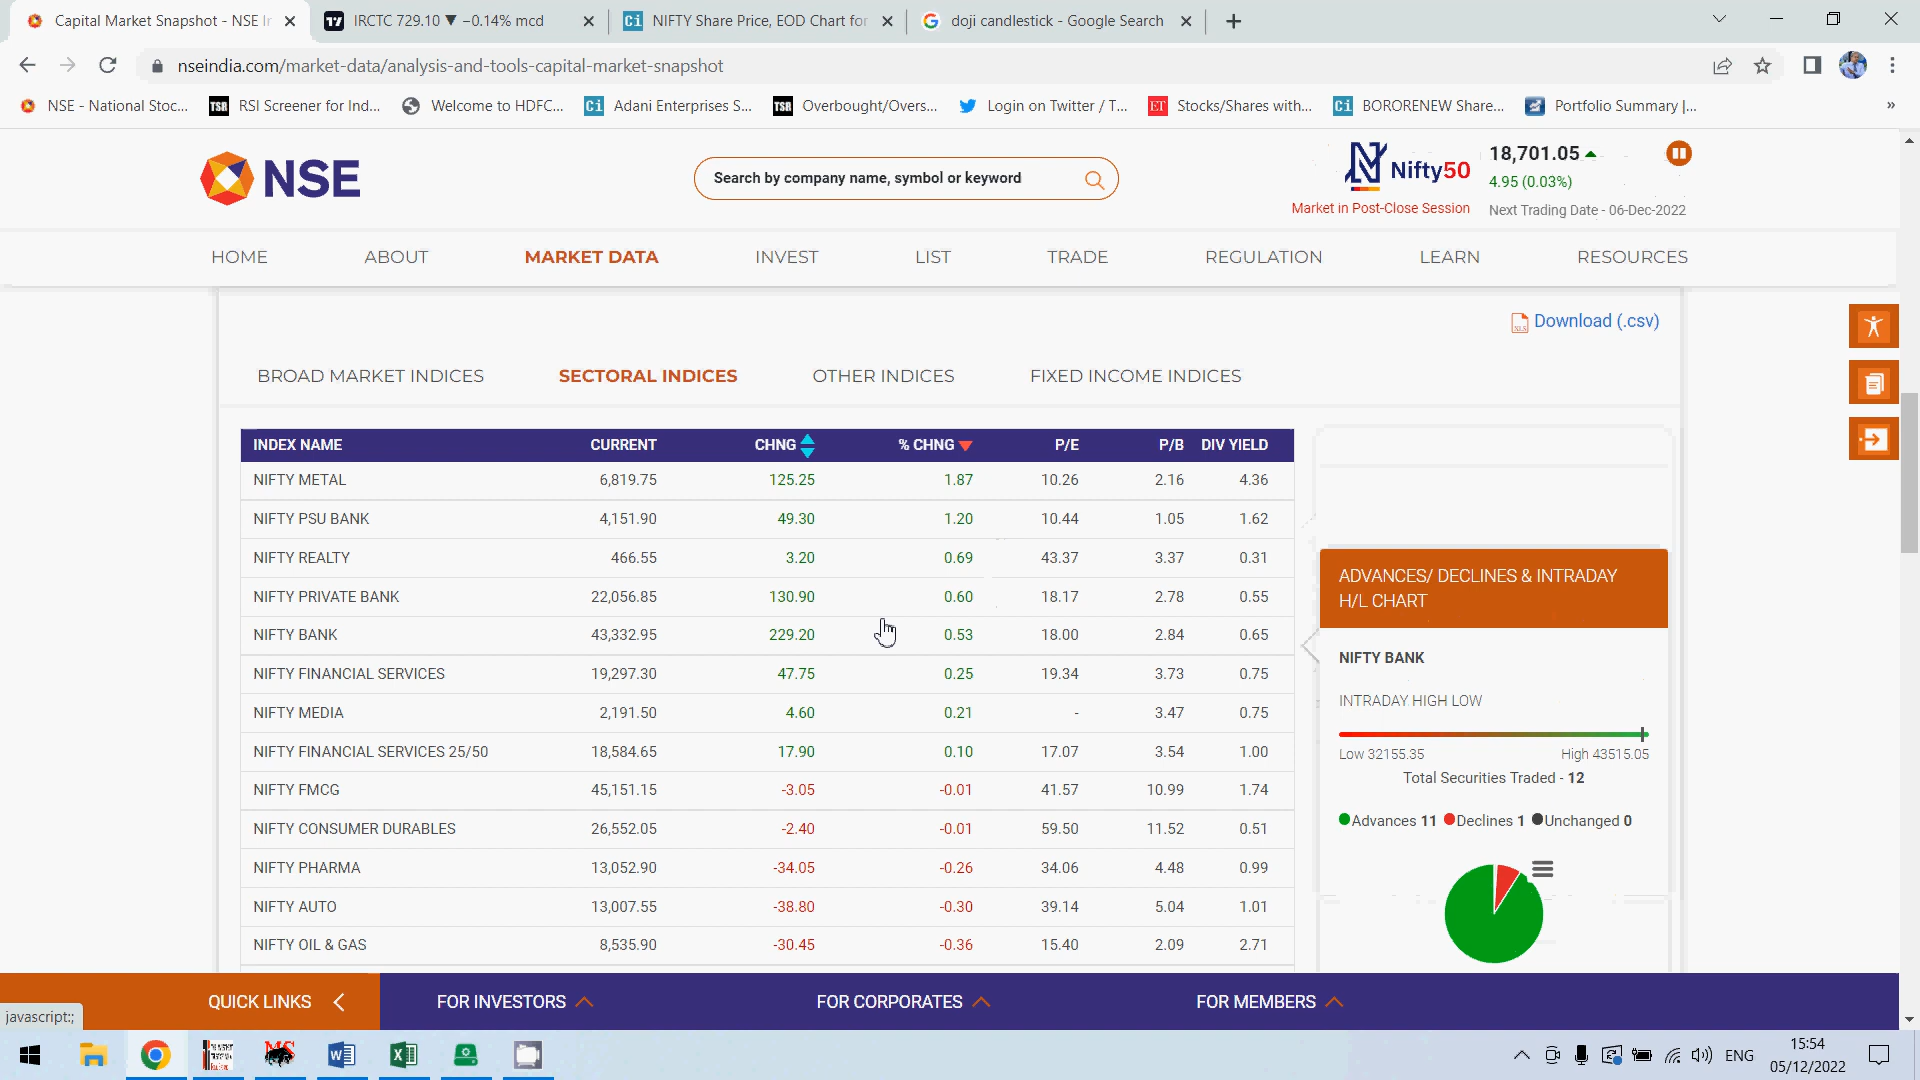 Capital Market Snapshot - NSE In
IRCTC 729.10 ▼ −0.14% mcd
Ci NIFTY Share Price, EOD Chart for
doji candlestick - Google Search
nseindia.com/market-data/analysis-and-tools-capital-market-snapshot
NSE - National Stoc...
TSR RSI Screener for Ind...
Welcome to HDFC...
Ci Adani Enterprises S...
TSR Overbought/Overs...
Login on Twitter / T...
ET Stocks/Shares with...
Ci BORORENEW Share...
Portfolio Summary |...
»
NSE
Search by company name, symbol or keyword
Nifty50
18,701.05
4.95 (0.03%)
Market in Post-Close Session
Next Trading Date - 06-Dec-2022
HOME ABOUT MARKET DATA INVEST LIST TRADE REGULATION LEARN RESOURCES
Download (.csv)
BROAD MARKET INDICES SECTORAL INDICES OTHER INDICES FIXED INCOME INDICES
INDEX NAME CURRENT CHNG % CHNG P/E P/B DIV YIELD
NIFTY METAL 6,819.75 125.25 1.87 10.26 2.16 4.36
NIFTY PSU BANK 4,151.90 49.30 1.20 10.44 1.05 1.62
NIFTY REALTY 466.55 3.20 0.69 43.37 3.37 0.31
NIFTY PRIVATE BANK 22,056.85 130.90 0.60 18.17 2.78 0.55
NIFTY BANK 43,332.95 229.20 0.53 18.00 2.84 0.65
NIFTY FINANCIAL SERVICES 19,297.30 47.75 0.25 19.34 3.73 0.75
NIFTY MEDIA 2,191.50 4.60 0.21 - 3.47 0.75
NIFTY FINANCIAL SERVICES 25/50 18,584.65 17.90 0.10 17.07 3.54 1.00
NIFTY FMCG 45,151.15 -3.05 -0.01 41.57 10.99 1.74
NIFTY CONSUMER DURABLES 26,552.05 -2.40 -0.01 59.50 11.52 0.51
NIFTY PHARMA 13,052.90 -34.05 -0.26 34.06 4.48 0.99
NIFTY AUTO 13,007.55 -38.80 -0.30 39.14 5.04 1.01
NIFTY OIL & GAS 8,535.90 -30.45 -0.36 15.40 2.09 2.71
ADVANCES/ DECLINES & INTRADAY
H/L CHART
NIFTY BANK
INTRADAY HIGH LOW
Low 32155.35 High 43515.05
Total Securities Traded - 12
Advances 11 Declines 1 Unchanged 0
QUICK LINKS
FOR INVESTORS
FOR CORPORATES
FOR MEMBERS
javascript:;
MS
ENG
15:54
05/12/2022